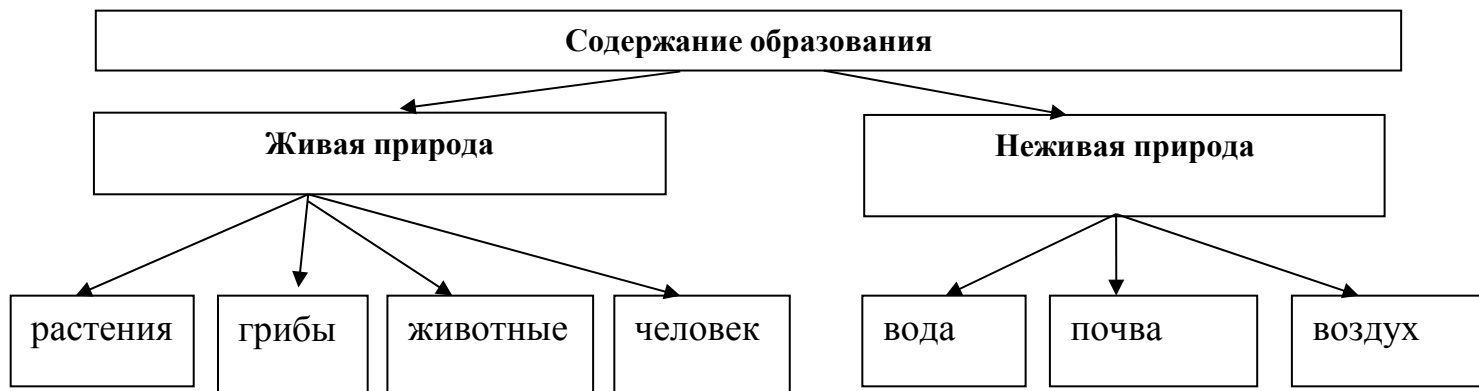 Содержание образования
Живая природа
Неживая природа
растения
грибы
животные
человек
вода
почва
воздух